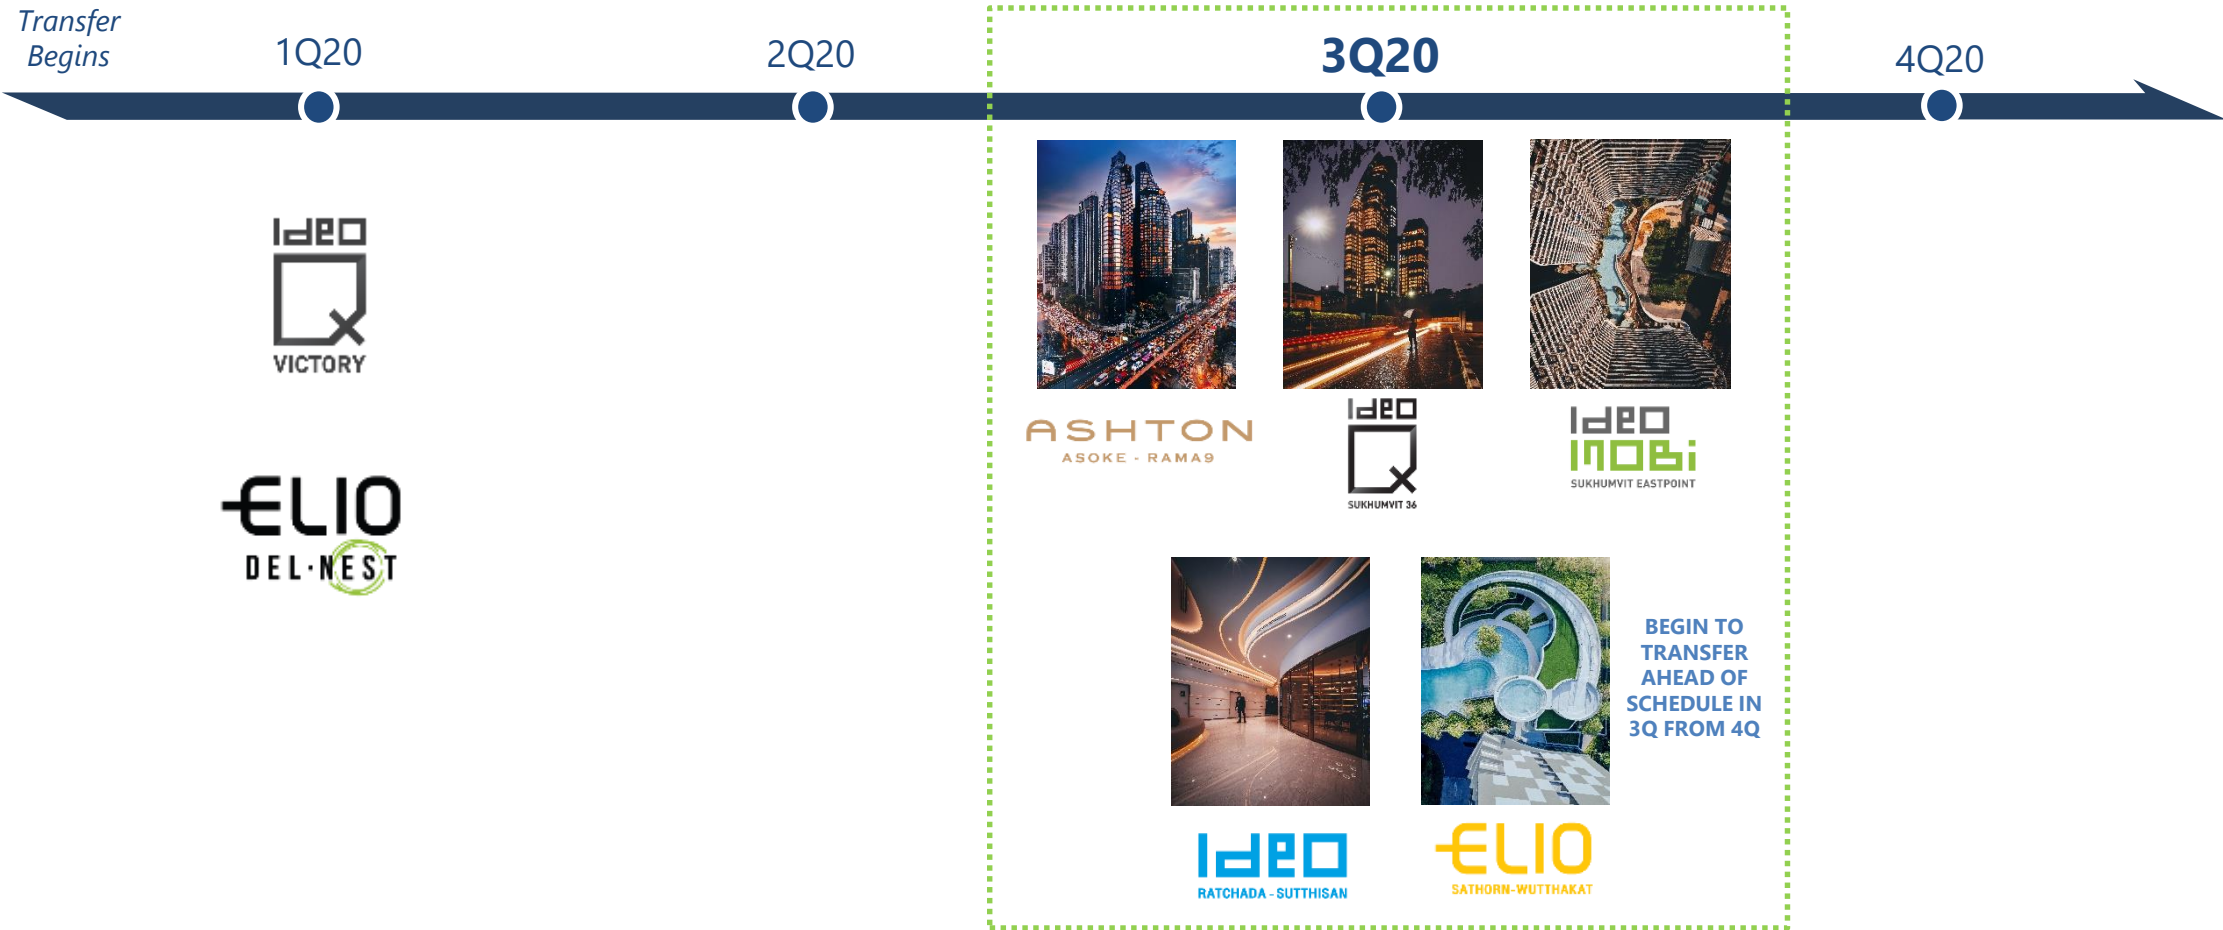 Transfer
Begins
1Q20
2Q20
3Q20
4Q20
IDEO
Q
VICTORY
ELIO
DEL·NEST
ASHTON
ASOKE - RAMA9
IDEO
Q
SUKHUMVIT 36
IDEO
MOBi
SUKHUMVIT EASTPOINT
BEGIN TO
TRANSFER
AHEAD OF
SCHEDULE IN
3Q FROM 4Q
IDEO
RATCHADA - SUTTHISAN
ELIO
SATHORN-WUTTHAKAT